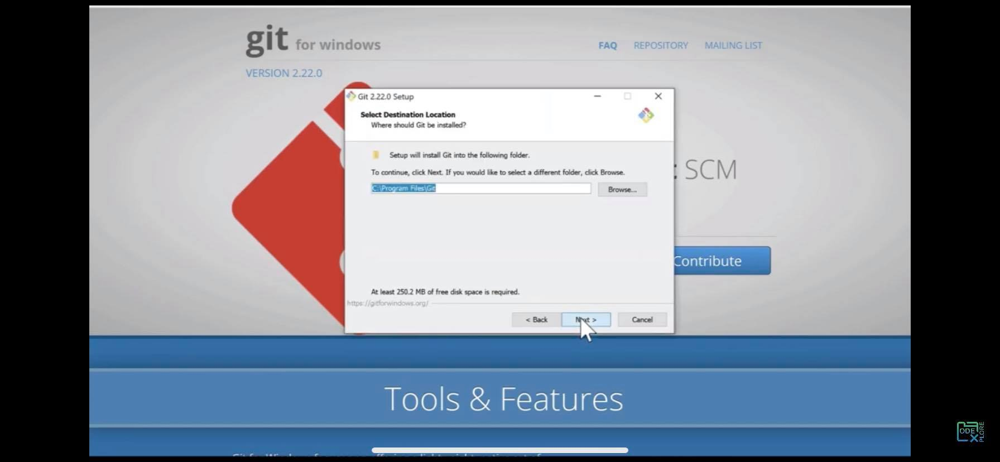 git for windows
FAQ REPOSITORY MAILING LIST
VERSION 2.22.0
Git 2.22.0 Setup
Select Destination Location
Where should Git be installed?
Setup will install Git into the following folder.
To continue, click Next. If you would like to select a different folder, click Browse.
C:\Program Files\Git
Browse...
SCM
Contribute
At least 250.2 MB of free disk space is required.
https://gitforwindows.org/
< Back Next > Cancel
Tools & Features
ODE
X
PLORE